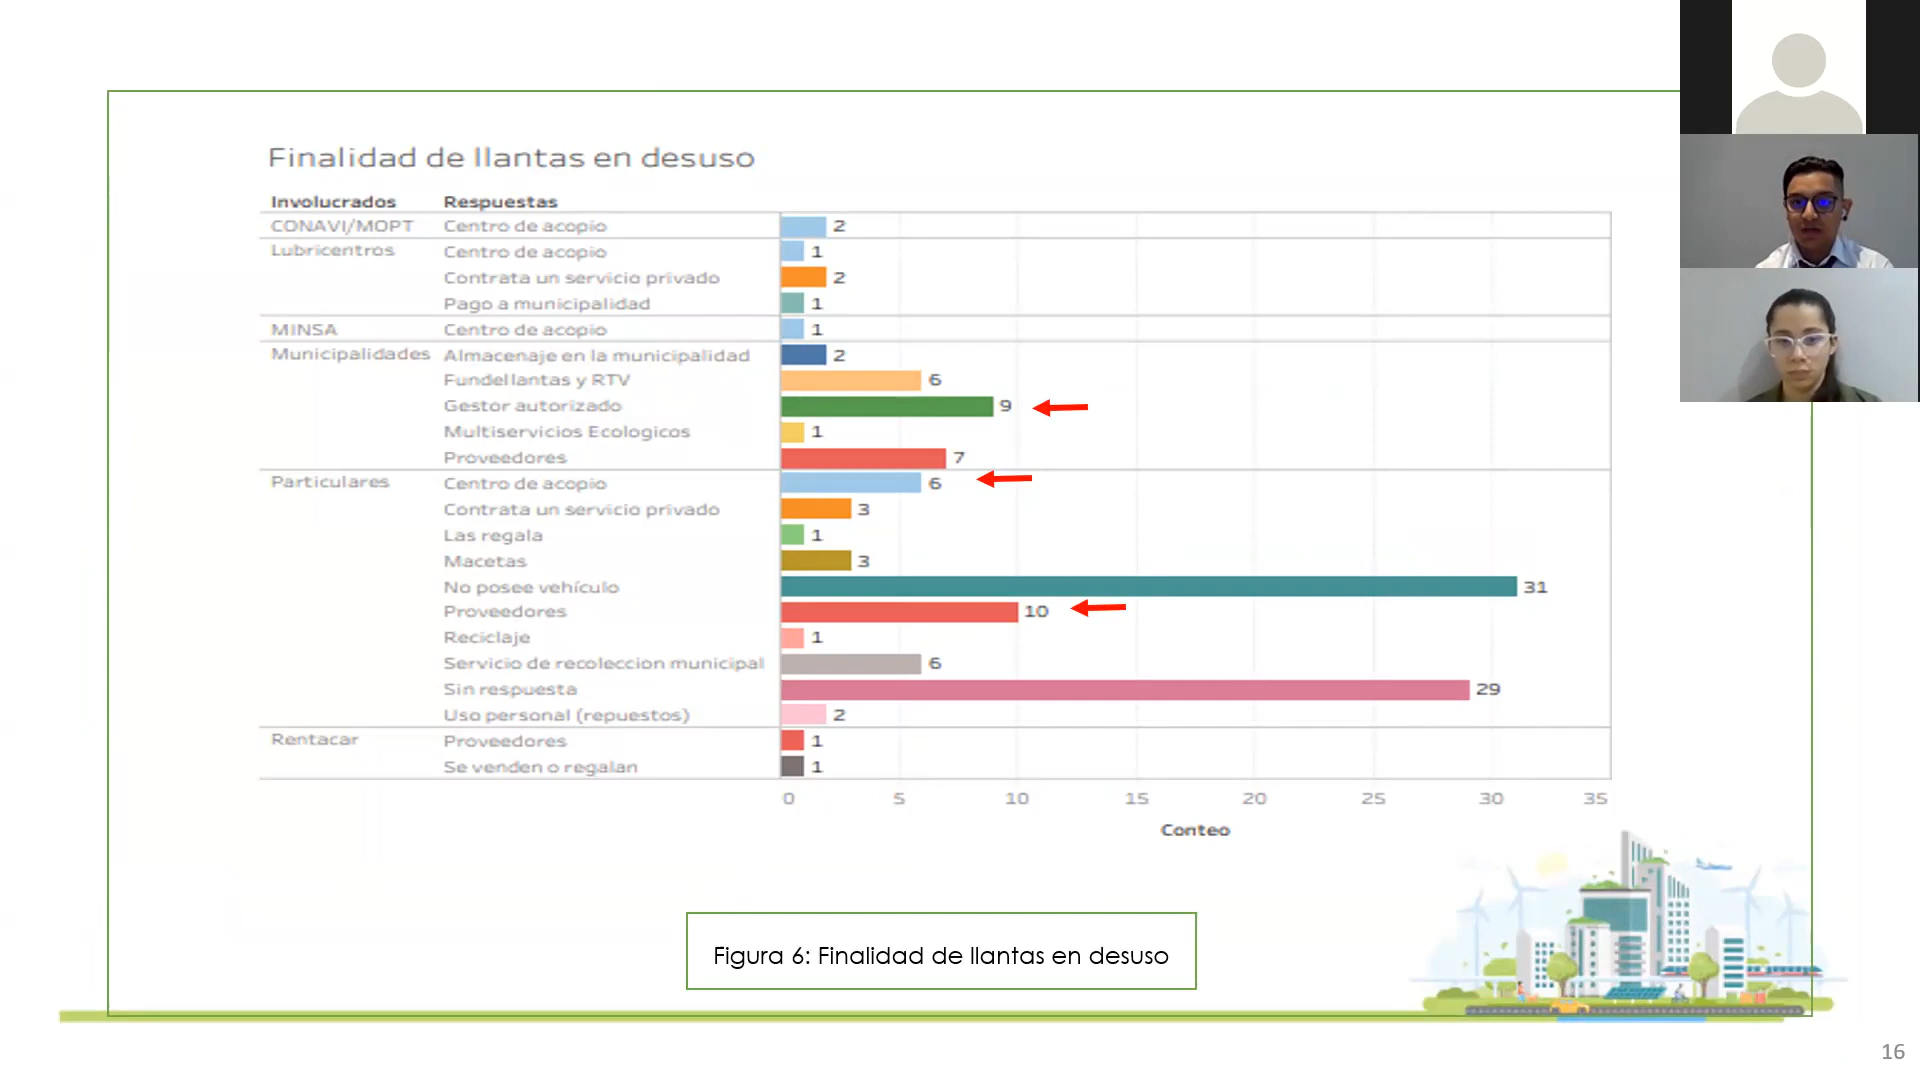 Finalidad de llantas en desuso
Involucrados Respuestas
CONAVI/MOPT Centro de acopio 2
Lubricentros Centro de acopio 1
Contrata un servicio privado 2
Pago a municipalidad 1
MINSA Centro de acopio 1
Municipalidades Almacenaje en la municipalidad 2
Fundellantas y RTV 6
Gestor autorizado 9
Multiservicios Ecologicos 1
Proveedores 7
Particulares Centro de acopio 6
Contrata un servicio privado 3
Las regala 1
Macetas 3
No posee vehículo 31
Proveedores 10
Reciclaje 1
Servicio de recoleccion municipal 6
Sin respuesta 29
Uso personal (repuestos) 2
Rentacar Proveedores 1
Se venden o regalan 1
0 5 10 15 20 25 30 35
Conteo
Figura 6: Finalidad de llantas en desuso
16